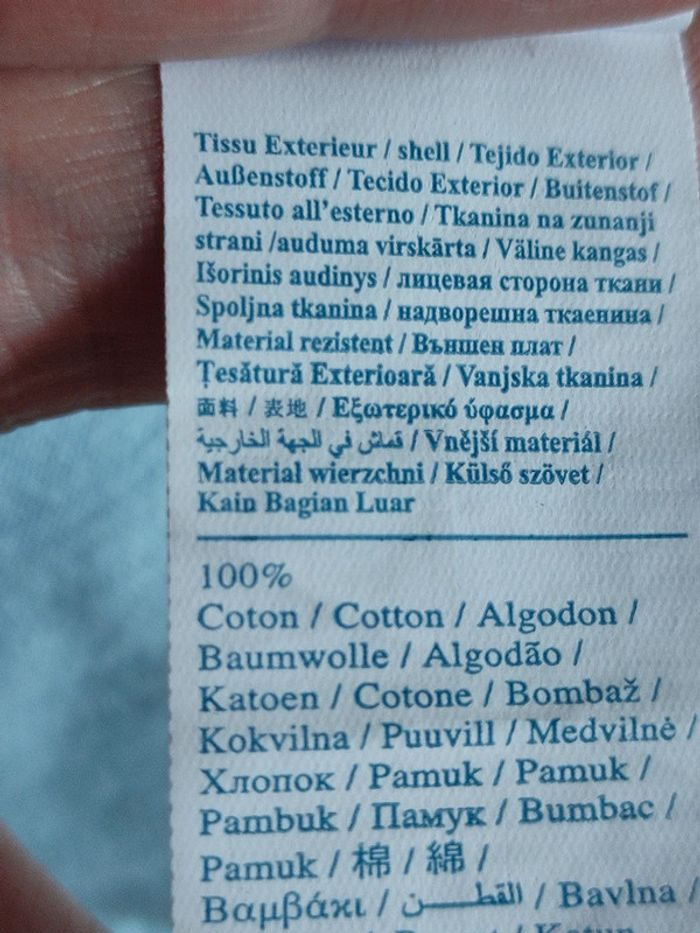 Tissu Exterieur / shell / Tejido Exterior /
Außenstoff / Tecido Exterior / Buitenstof /
Tessuto all'esterno / Tkanina na zunanji
strani /auduma virskārta / Väline kangas /
Išorinis audinys / лицевая сторона ткани /
Spoljna tkanina / надворешна ткаенина /
Material rezistent / Външен плат /
Țesătură Exterioară / Vanjska tkanina /
面料 / 表地 / Εξωτερικό ύφασμα /
قماش في الجهة الخارجية / Vnější materiál /
Materiał wierzchni / Külső szövet /
Kain Bagian Luar
100%
Coton / Cotton / Algodon /
Baumwolle / Algodão /
Katoen / Cotone / Bombaž /
Kokvilna / Puuvill / Medvilnė /
Хлопок / Pamuk / Pamuk /
Pambuk / Памук / Bumbac /
Pamuk / 棉 / 綿 /
Βαμβάκι / القطـــن / Bavlna /